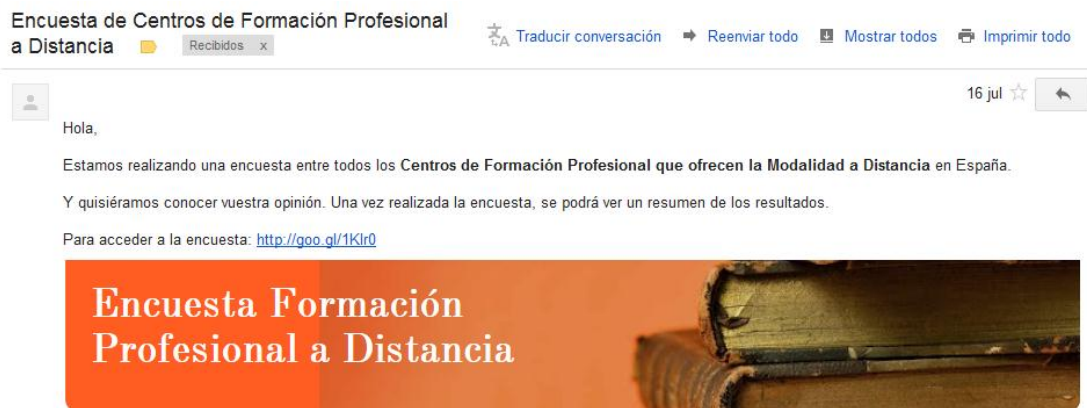 Encuesta de Centros de Formación Profesional
a Distancia Recibidos x
Traducir conversación Reenviar todo Mostrar todos Imprimir todo
16 jul
Hola,
Estamos realizando una encuesta entre todos los Centros de Formación Profesional que ofrecen la Modalidad a Distancia en España.
Y quisiéramos conocer vuestra opinión. Una vez realizada la encuesta, se podrá ver un resumen de los resultados.
Para acceder a la encuesta: http://goo.gl/1KIr0
Encuesta Formación
Profesional a Distancia